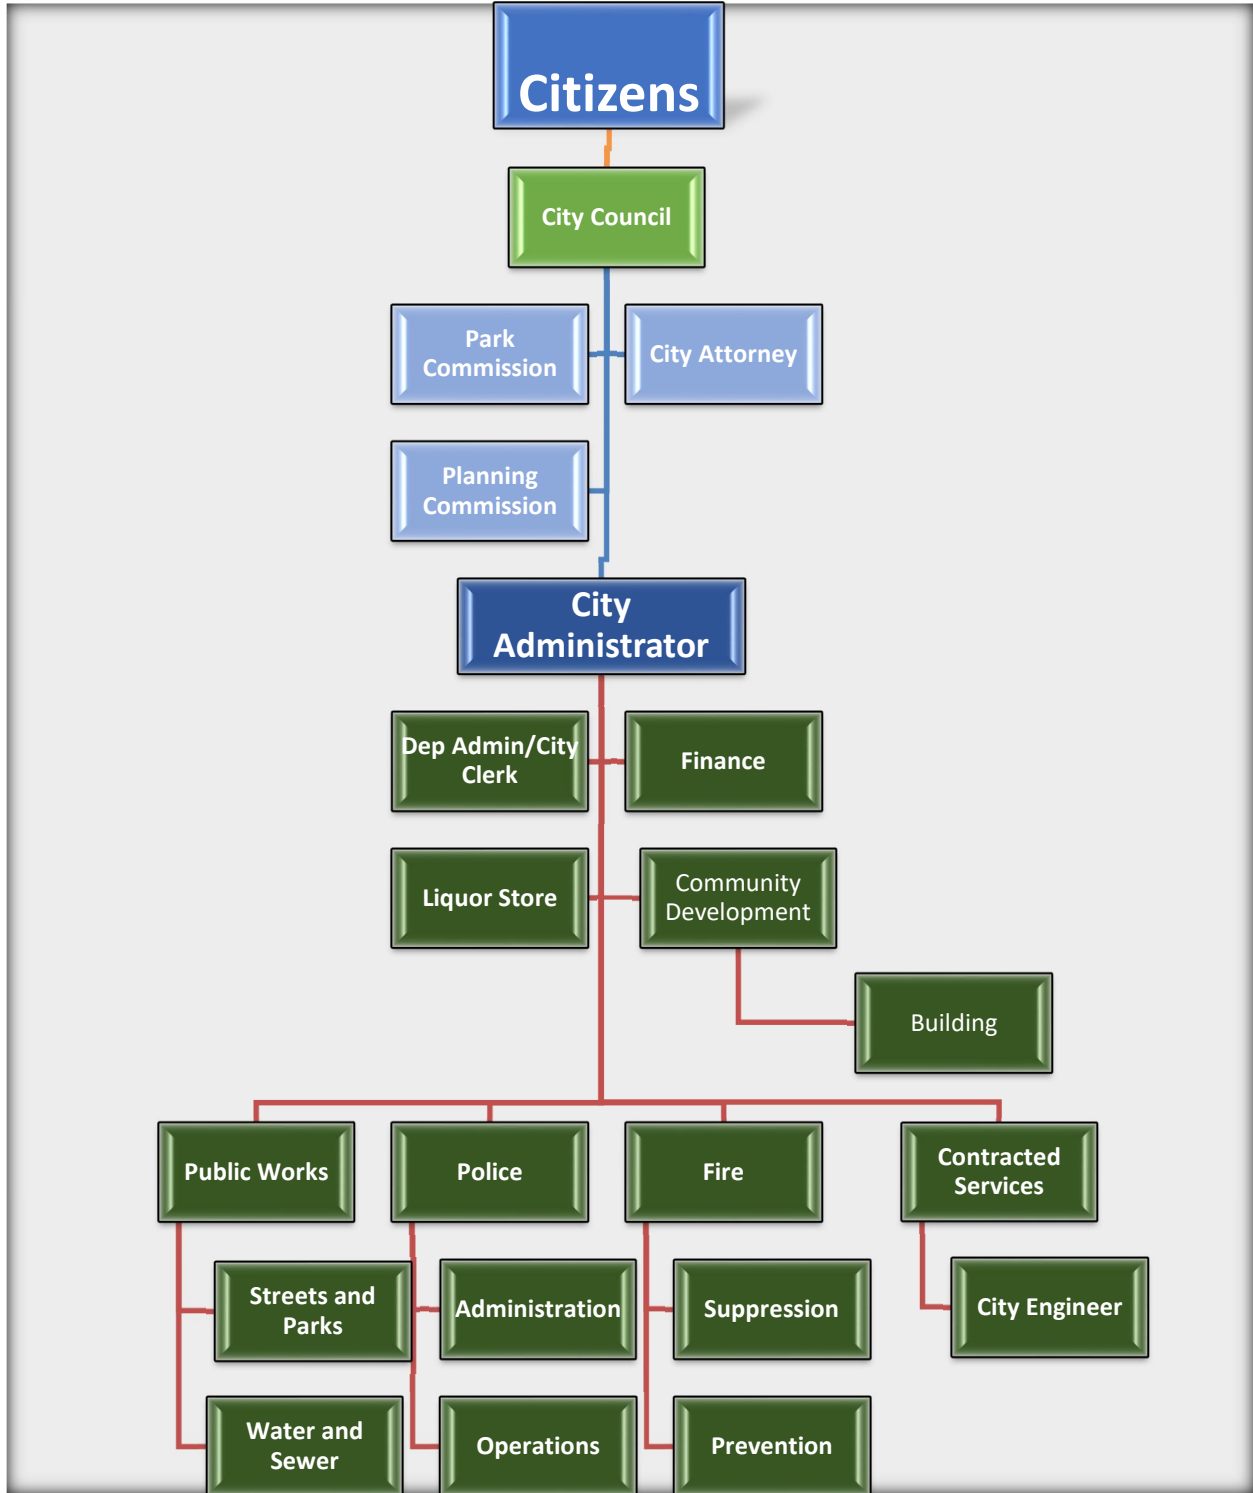 Citizens
City Council
Park
Commission
City Attorney
Planning
Commission
City
Administrator
Dep Admin/City
Clerk
Finance
Liquor Store
Community
Development
Building
Public Works
Police
Fire
Contracted
Services
Streets and
Parks
Administration
Suppression
City Engineer
Water and
Sewer
Operations
Prevention